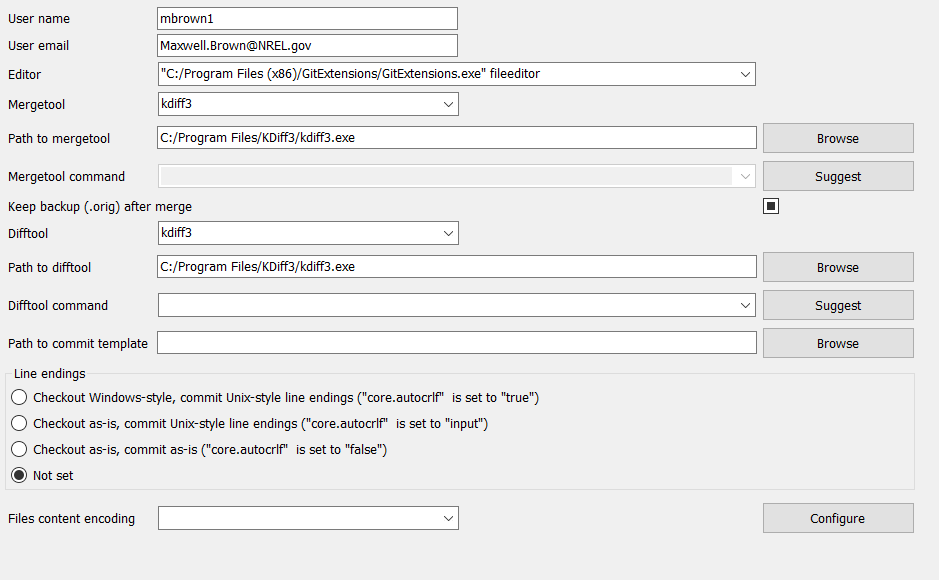 User name mbrown1
User email Maxwell.Brown@NREL.gov
Editor "C:/Program Files (x86)/GitExtensions/GitExtensions.exe" fileeditor
Mergetool kdiff3
Path to mergetool C:/Program Files/KDiff3/kdiff3.exe Browse
Mergetool command Suggest
Keep backup (.orig) after merge
Difftool kdiff3
Path to difftool C:/Program Files/KDiff3/kdiff3.exe Browse
Difftool command Suggest
Path to commit template Browse
Line endings
Checkout Windows-style, commit Unix-style line endings ("core.autocrlf"  is set to "true")
Checkout as-is, commit Unix-style line endings ("core.autocrlf"  is set to "input")
Checkout as-is, commit as-is ("core.autocrlf"  is set to "false")
Not set
Files content encoding Configure